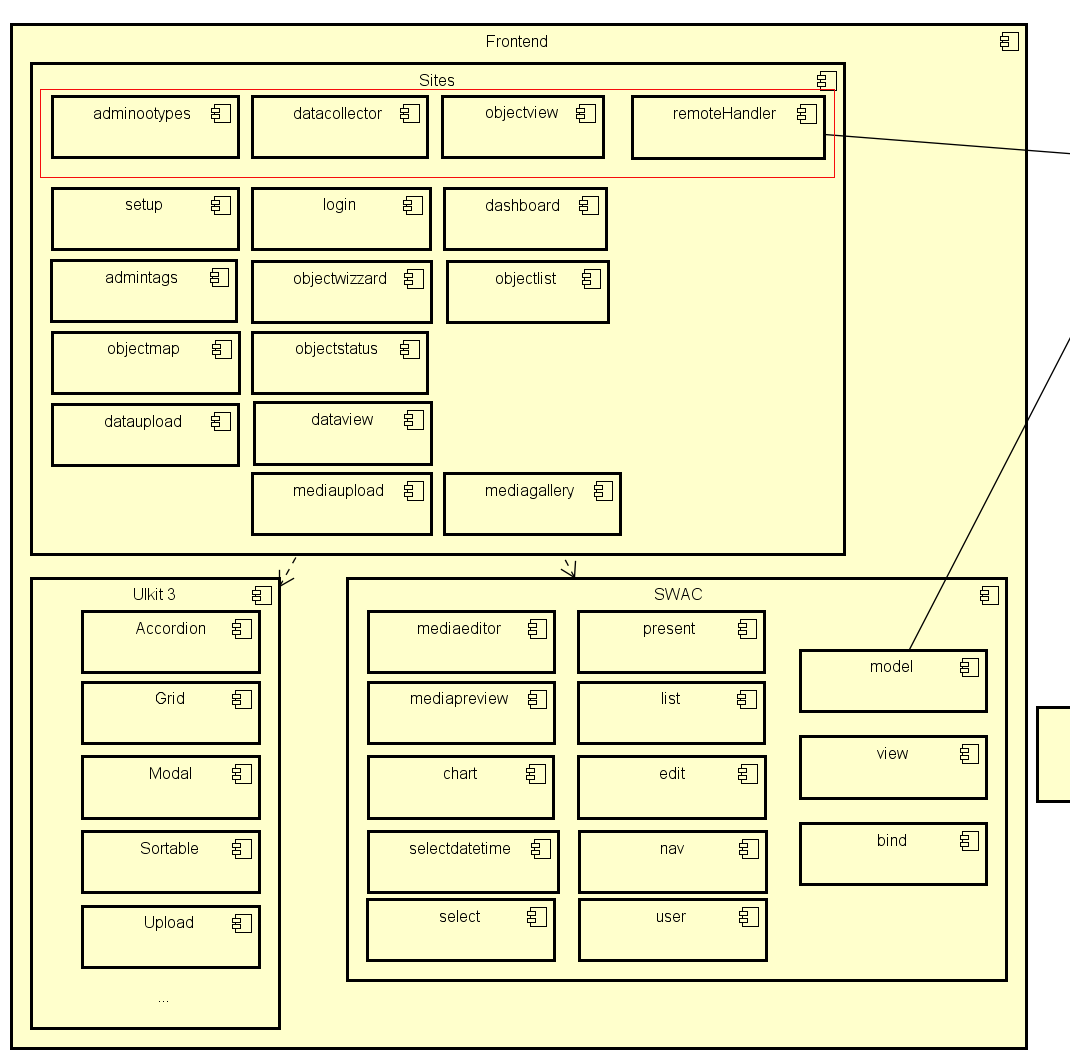 Frontend
Sites
adminootypes
datacollector
objectview
remoteHandler
setup
login
dashboard
admintags
objectwizzard
objectlist
objectmap
objectstatus
dataupload
dataview
mediaupload
mediagallery
UIkit 3
Accordion
Grid
Modal
Sortable
Upload
...
SWAC
mediaeditor
present
mediapreview
list
chart
edit
selectdatetime
nav
select
user
model
view
bind